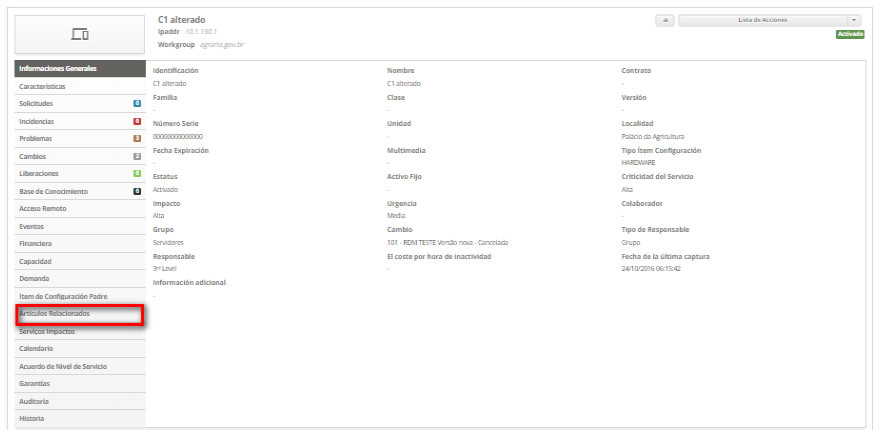 C1 alterado
Ipaddr 10.1.150.1
Workgroup agrario.gov.br
Lista de Acciones
Activado
Informaciones Generales
Características
Solicitudes 0
Incidencias 0
Problemas 3
Cambios 2
Liberaciones 0
Base de Conocimiento 0
Acceso Remoto
Eventos
Financiera
Capacidad
Demanda
Item de Configuración Padre
Artículos Relacionados
Serviços Impactos
Calendario
Acuerdo de Nivel de Servicio
Garantías
Auditoría
Historia
Identificación Nombre Contrato
C1 alterado C1 alterado -
Familia Clase Versión
- - -
Número Serie Unidad Localidad
00000000000000 - Palácio da Agricultura
Fecha Expiración Multimedia Tipo Ítem Configuración
- - HARDWARE
Estatus Activo Fijo Criticidad del Servicio
Activado - Alta
Impacto Urgencia Colaborador
Alta Media -
Grupo Cambio Tipo de Responsable
Servidores 101 - RDM TESTE Versão nova - Cancelada Grupo
Responsable El coste por hora de inactividad Fecha de la última captura
3rd Level - 24/10/2016 06:15:42
Información adicional
-